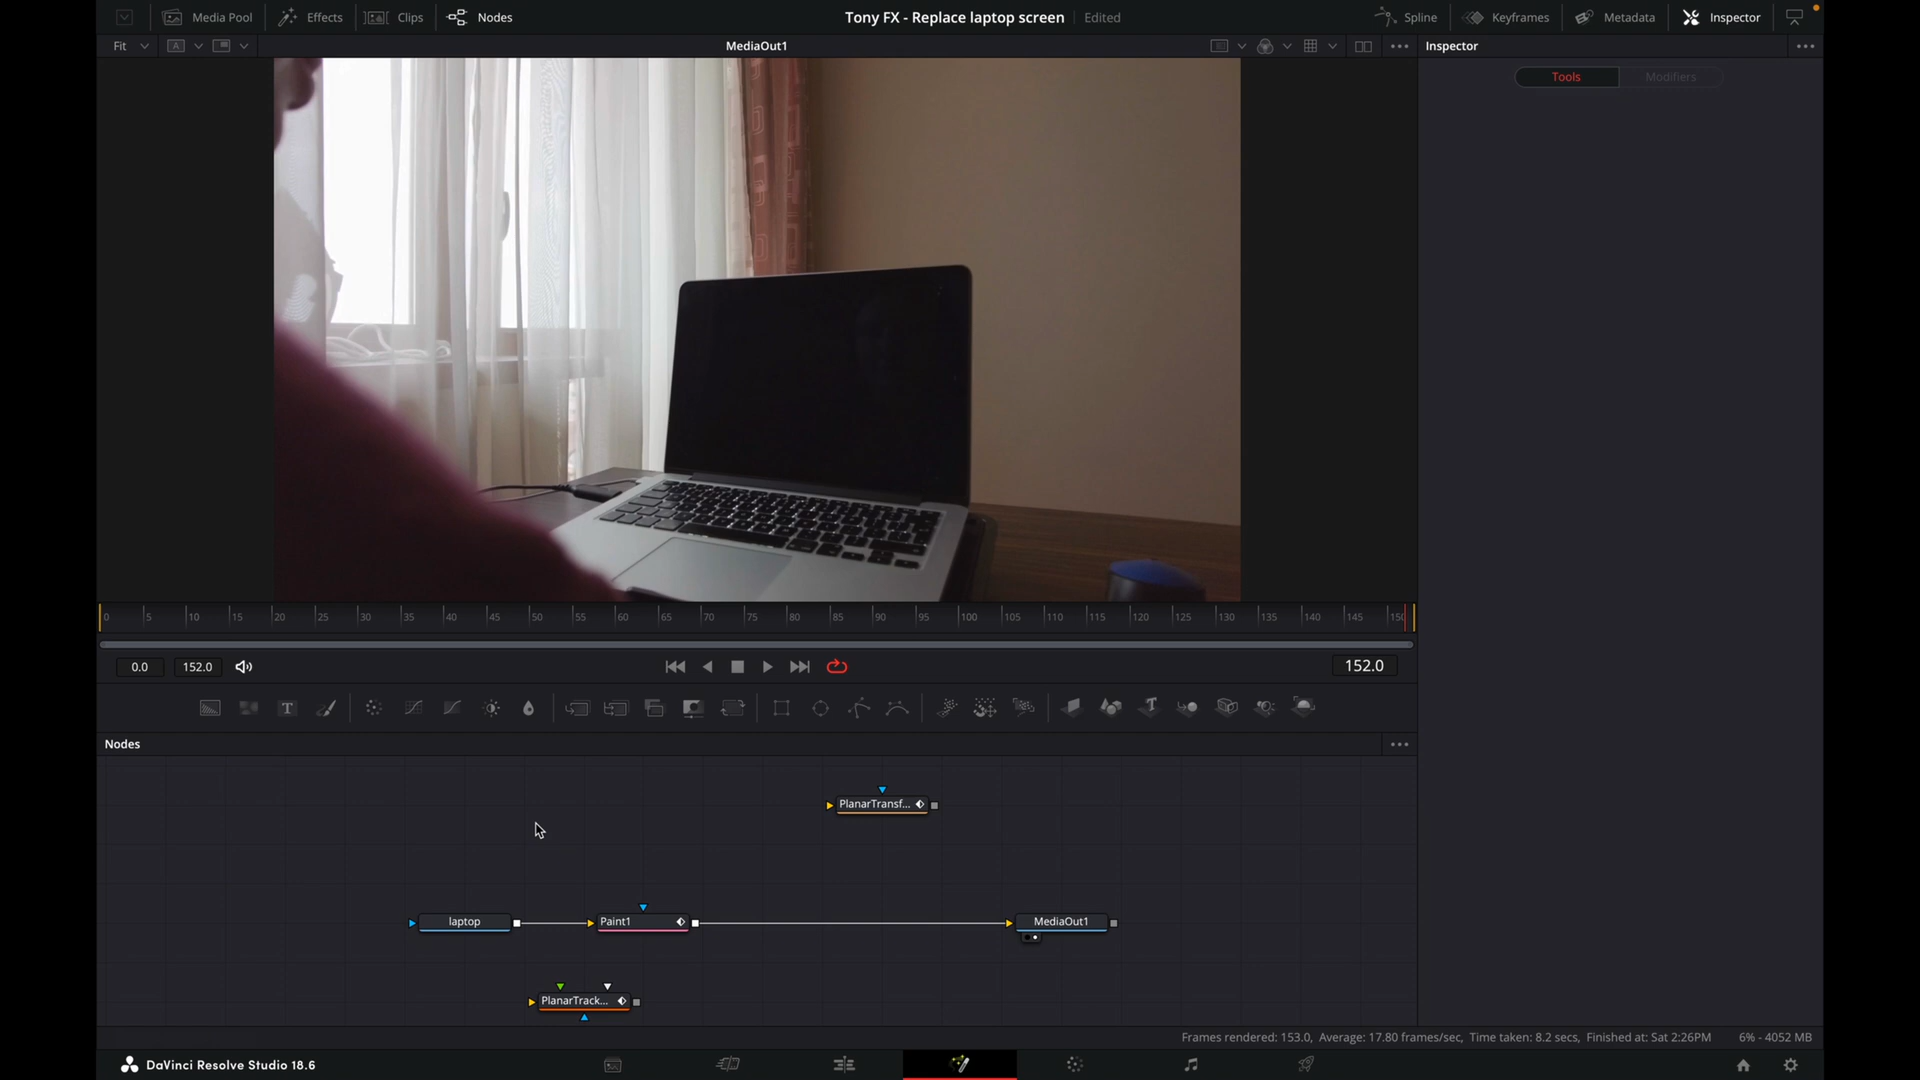 Media Pool
Effects
Clips
Nodes
Tony FX - Replace laptop screen
Edited
Spline
Keyframes
Metadata
Inspector
Fit
A
MediaOut1
Inspector
Tools
Modifiers
0 5 10 15 20 25 30 35 40 45 50 55 60 65 70 75 80 85 90 95 100 105 110 115 120 125 130 135 140 145 150
0.0
152.0
152.0
T
T
Nodes
PlanarTransf...
laptop
Paint1
MediaOut1
PlanarTrack...
Frames rendered: 153.0, Average: 17.80 frames/sec, Time taken: 8.2 secs, Finished at: Sat 2:26PM
6% - 4052 MB
DaVinci Resolve Studio 18.6